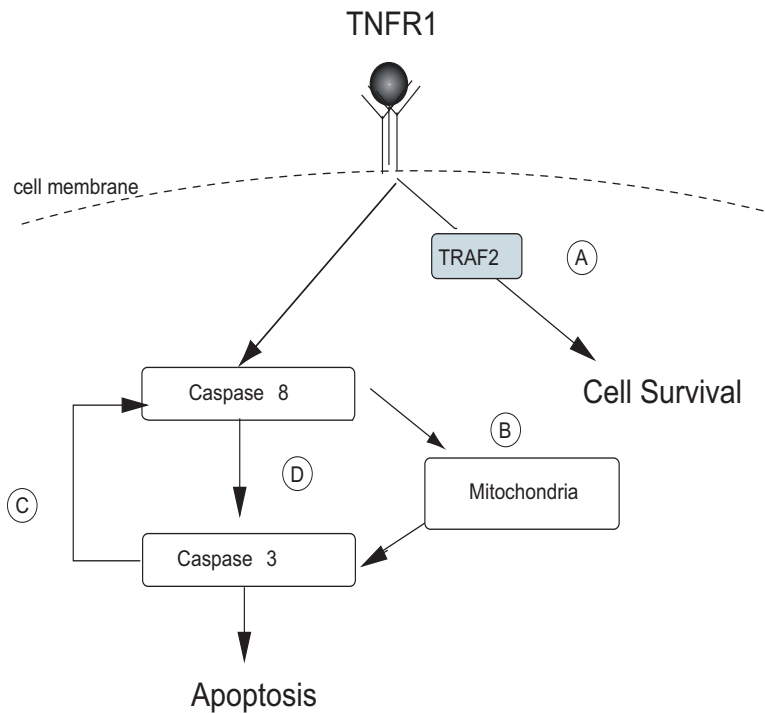 TNFR1
cell membrane
TRAF2
A
Cell Survival
Caspase 8
B
Mitochondria
D
C
Caspase 3
Apoptosis